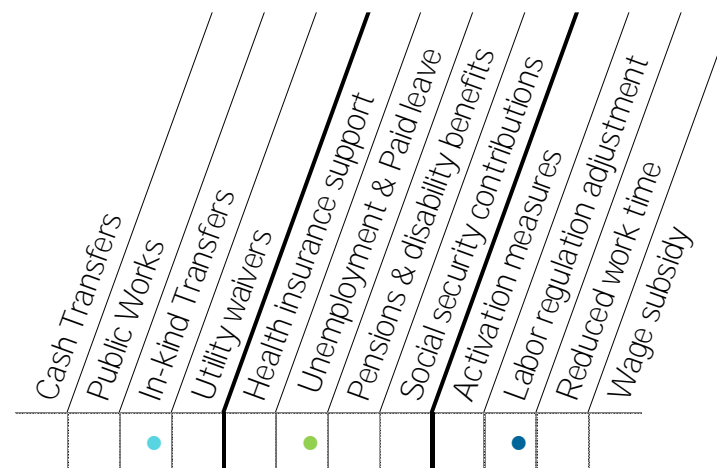 Cash Transfers
Public Works
In-kind Transfers
Utility waivers
Health insurance support
Unemployment & Paid leave
Pensions & disability benefits
Social security contributions
Activation measures
Labor regulation adjustment
Reduced work time
Wage subsidy